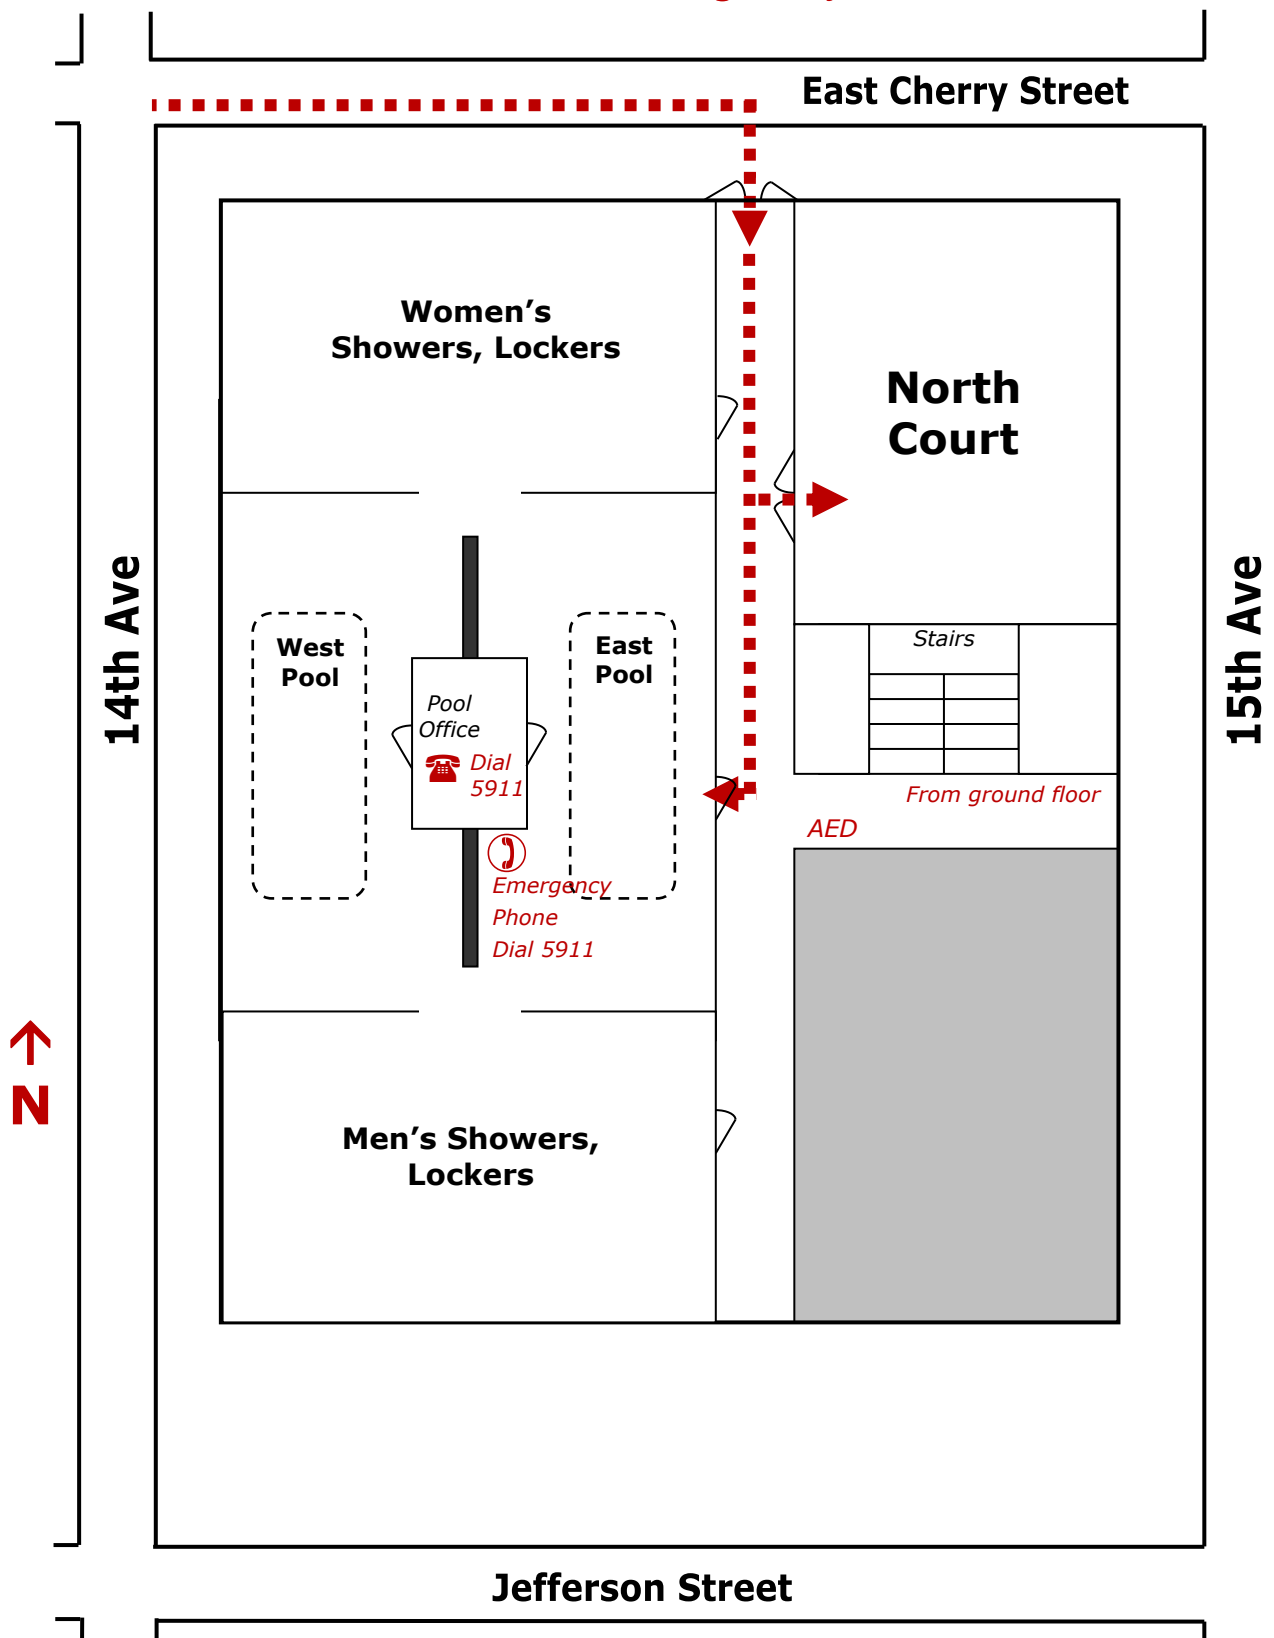 East Cherry Street
Women’s
Showers, Lockers
North
Court
14th Ave
15th Ave
West
Pool
East
Pool
Stairs
Pool
Office
Dial
5911
From ground floor
AED
Emergency
Phone
Dial 5911
N
Men’s Showers,
Lockers
Jefferson Street